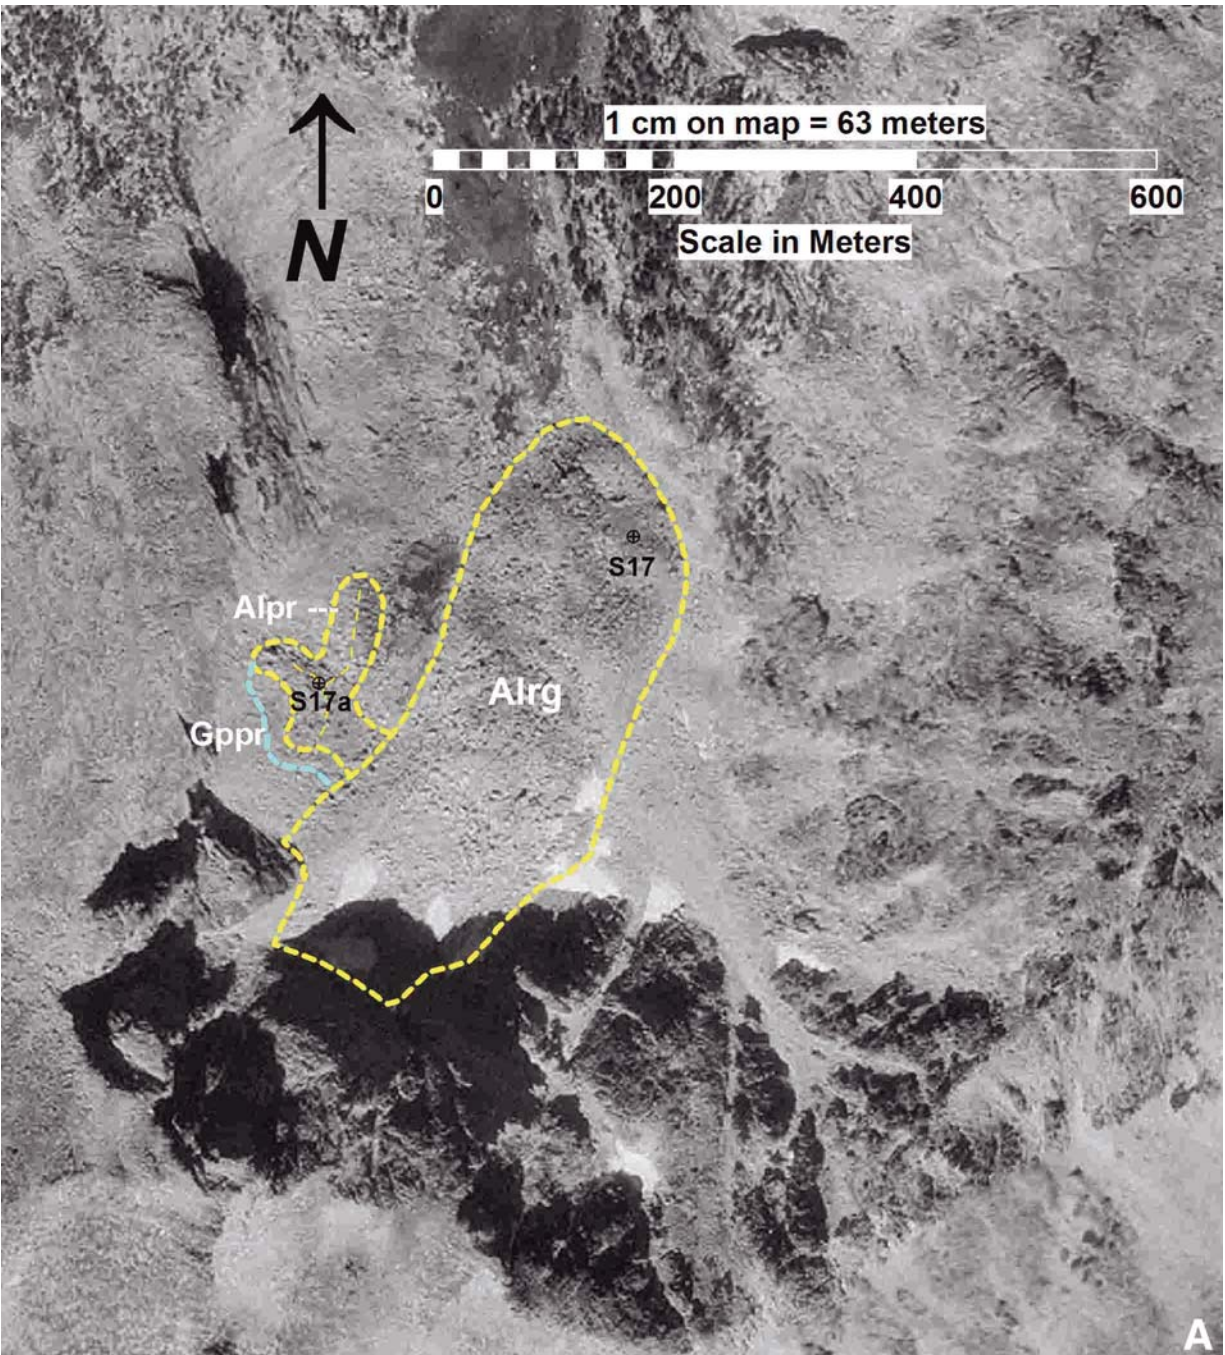 1 cm on map = 63 meters
0 200 400 600
Scale in Meters
N
S17
Alpr ---
Alrg
S17a
Gppr
A